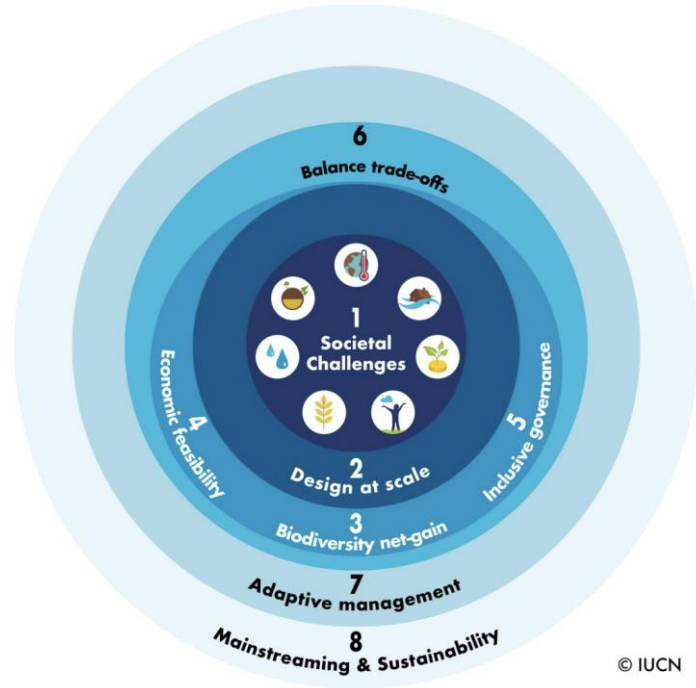 6
Balance trade-offs
1
Societal
Challenges
4
Economic feasibility
5
Inclusive governance
2
Design at scale
3
Biodiversity net-gain
7
Adaptive management
8
Mainstreaming & Sustainability
© IUCN